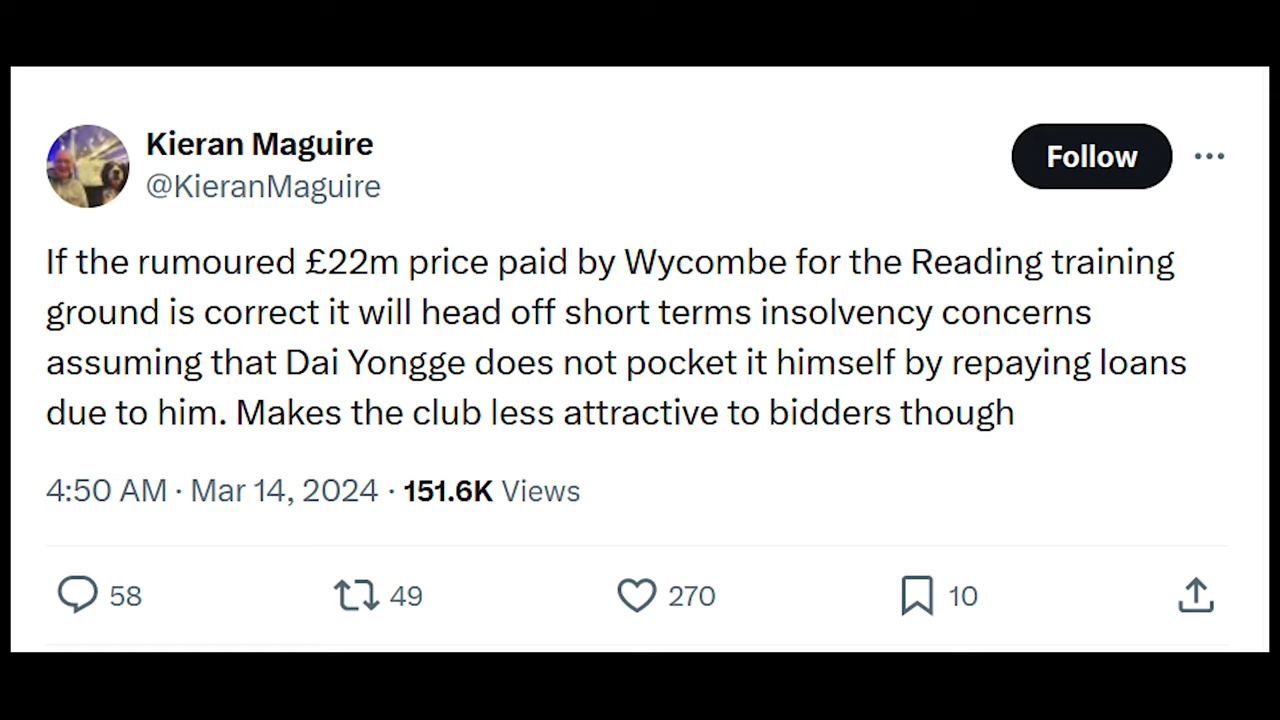 Kieran Maguire
@KieranMaguire
Follow
If the rumoured £22m price paid by Wycombe for the Reading training
ground is correct it will head off short terms insolvency concerns
assuming that Dai Yongge does not pocket it himself by repaying loans
due to him. Makes the club less attractive to bidders though
4:50 AM · Mar 14, 2024 · 151.6K Views
58 49 270 10